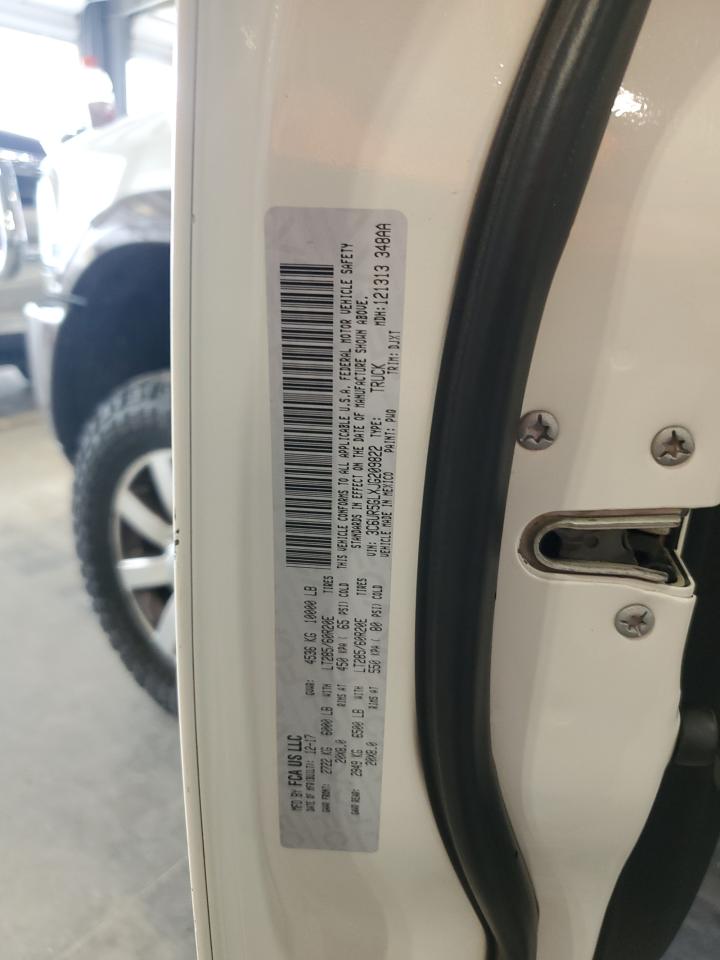 MFD BY: FCA US LLC
DATE OF MFG(BUILT): 12-17 GVWR: 4536 KG 10000 LB
GAWR FRONT: 2722 KG 6000 LB WITH LT285/60R20E TIRES
20X8.0 RIMS AT 450 KPA ( 65 PSI) COLD
GAWR REAR: 2949 KG 6500 LB WITH LT285/60R20E TIRES
20X8.0 RIMS AT 550 KPA ( 80 PSI) COLD
THIS VEHICLE CONFORMS TO ALL APPLICABLE U.S.A. FEDERAL MOTOR VEHICLE SAFETY
STANDARDS IN EFFECT ON THE DATE OF MANUFACTURE SHOWN ABOVE.
VIN: 3C6UR5GLXJG209822 TYPE: TRUCK MDH:121313 348AA
VEHICLE MADE IN MEXICO PAINT: PW9 TRIM: DJXT